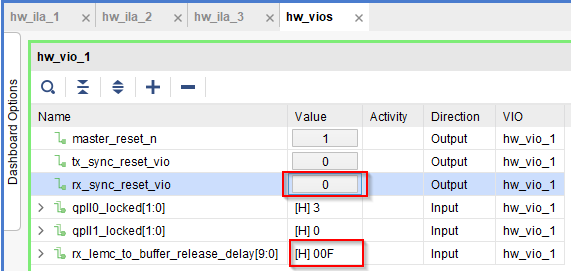 hw_ila_1 × hw_ila_2 × hw_ila_3 × hw_vios ×
Dashboard Options
hw_vio_1
Name Value Activity Direction VIO
master_reset_n 1 Output hw_vio_1
tx_sync_reset_vio 0 Output hw_vio_1
rx_sync_reset_vio 0 Output hw_vio_1
qpll0_locked[1:0] [H] 3 Input hw_vio_1
qpll1_locked[1:0] [H] 0 Input hw_vio_1
rx_lemc_to_buffer_release_delay[9:0] [H] 00F Input hw_vio_1